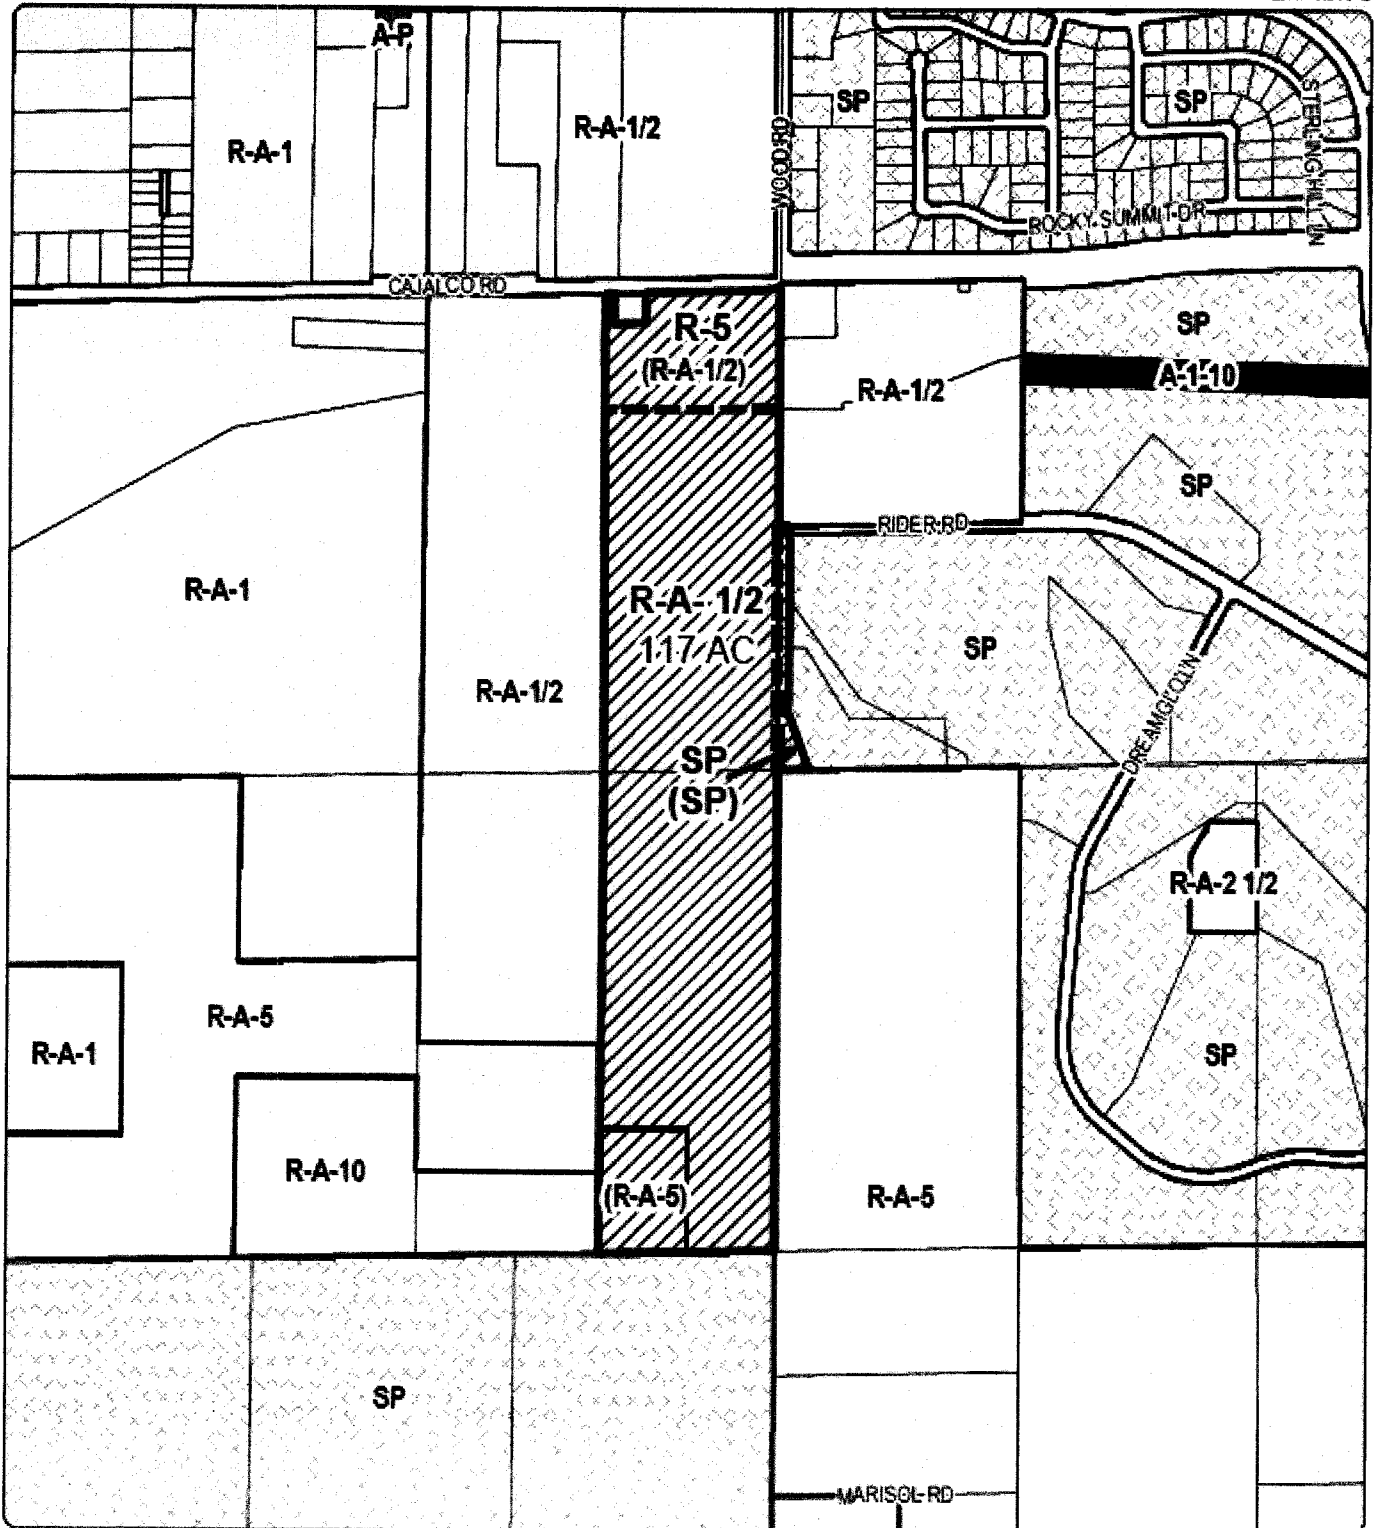 A-P
SP
SP
R-A-1/2
R-A-1
WOOD RD
STERLING HILL LN
ROCKY SUMMIT DR
CAJALCO RD
R-5
(R-A-1/2)
SP
A-1-10
R-A-1/2
SP
RIDER RD
R-A-1
R-A- 1/2
117 AC
SP
R-A-1/2
DREAMGLO LN
SP
(SP)
R-A-2 1/2
R-A-5
R-A-1
SP
R-A-10
(R-A-5)
R-A-5
SP
MARISOL RD